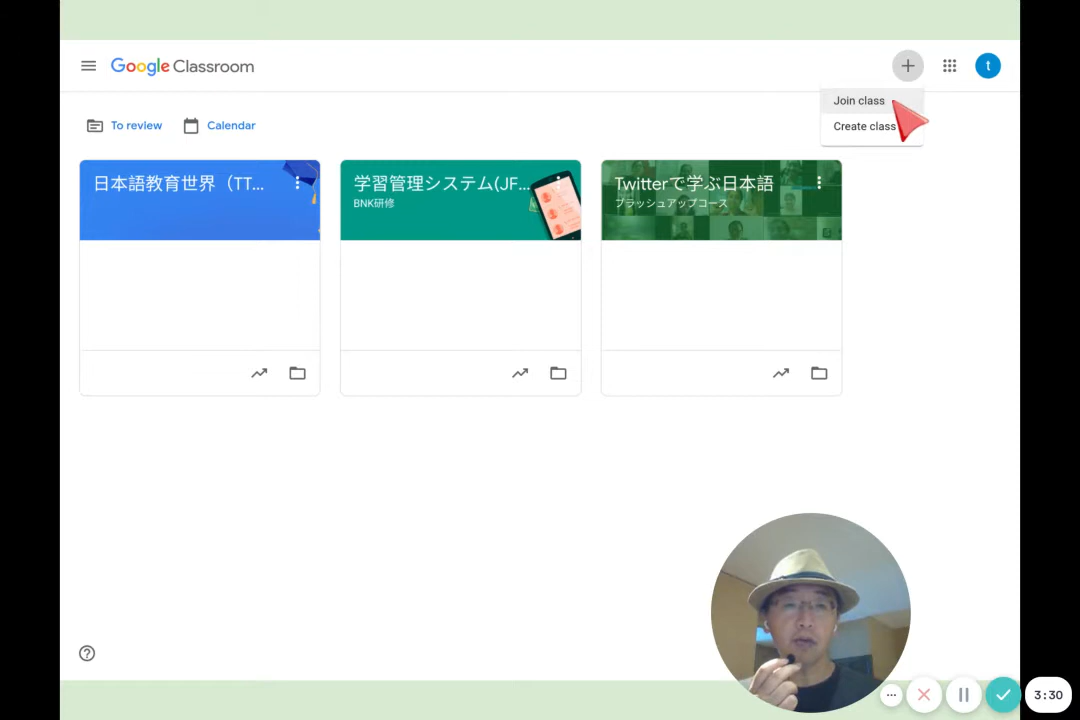 Google Classroom
t
Join class
Create class
To review
Calendar
日本語教育世界（TT...
学習管理システム(JF...
BNK研修
Twitterで学ぶ日本語
ブラッシュアップコース
3:30